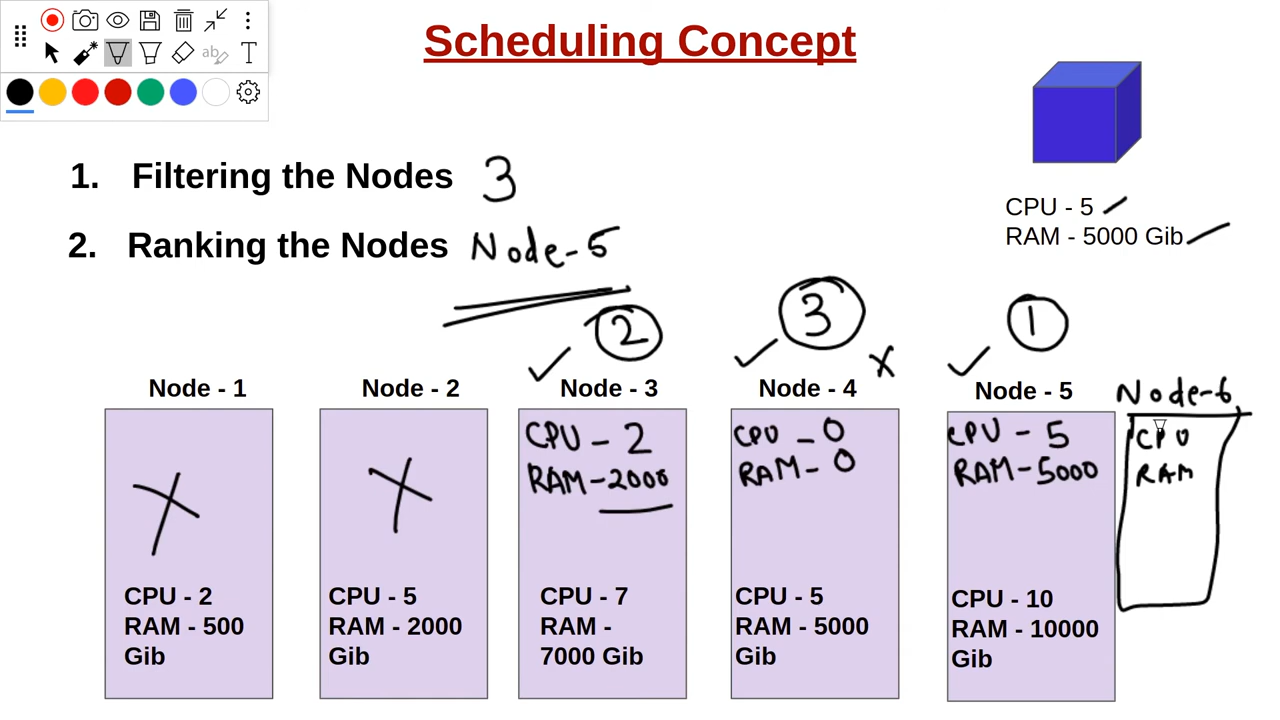 Scheduling Concept
1. Filtering the Nodes 3
2. Ranking the Nodes Node-5
CPU - 5
RAM - 5000 Gib
2
3
1
Node - 1
Node - 2
Node - 3
Node - 4
Node - 5
Node-6
CPU - 2
RAM - 2000
CPU - 0
RAM - 0
CPU - 5
RAM - 5000
CPU
RAM
CPU - 2
RAM - 500
Gib
CPU - 5
RAM - 2000
Gib
CPU - 7
RAM -
7000 Gib
CPU - 5
RAM - 5000
Gib
CPU - 10
RAM - 10000
Gib
ab
T